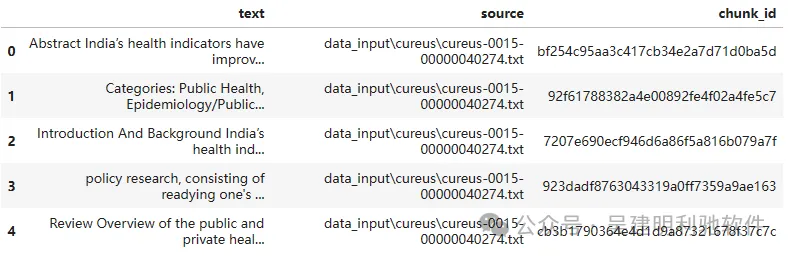 text source chunk_id
0 Abstract India’s health indicators have improv... data_input\cureus\cureus-0015-00000040274.txt bf254c95aa3c417cb34e2a7d71d0ba5d
1 Categories: Public Health, Epidemiology/Public... data_input\cureus\cureus-0015-00000040274.txt 92f61788382a4e00892fe4f02a4fe5c7
2 Introduction And Background India’s health ind... data_input\cureus\cureus-0015-00000040274.txt 7207e690ecf946d6a86f5a816b079a7f
3 policy research, consisting of readying one's ... data_input\cureus\cureus-0015-00000040274.txt 923dadf8763043319a0ff7359a9ae163
4 Review Overview of the public and private heal... data_input\cureus\cureus-0015-00000040274.txt cb3b1790364e4d1d9a87321678f37c7c
公众号 · 吴建明利驰软件